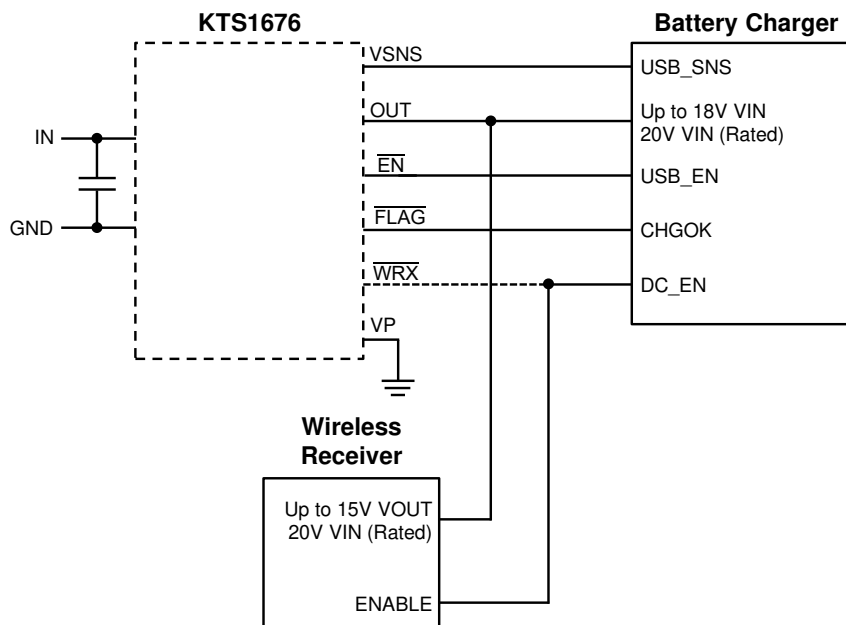 KTS1676
Battery Charger
VSNS
USB_SNS
OUT
Up to 18V VIN
20V VIN (Rated)
IN
EN
USB_EN
GND
FLAG
CHGOK
WRX
DC_EN
VP
Wireless
Receiver
Up to 15V VOUT
20V VIN (Rated)
ENABLE